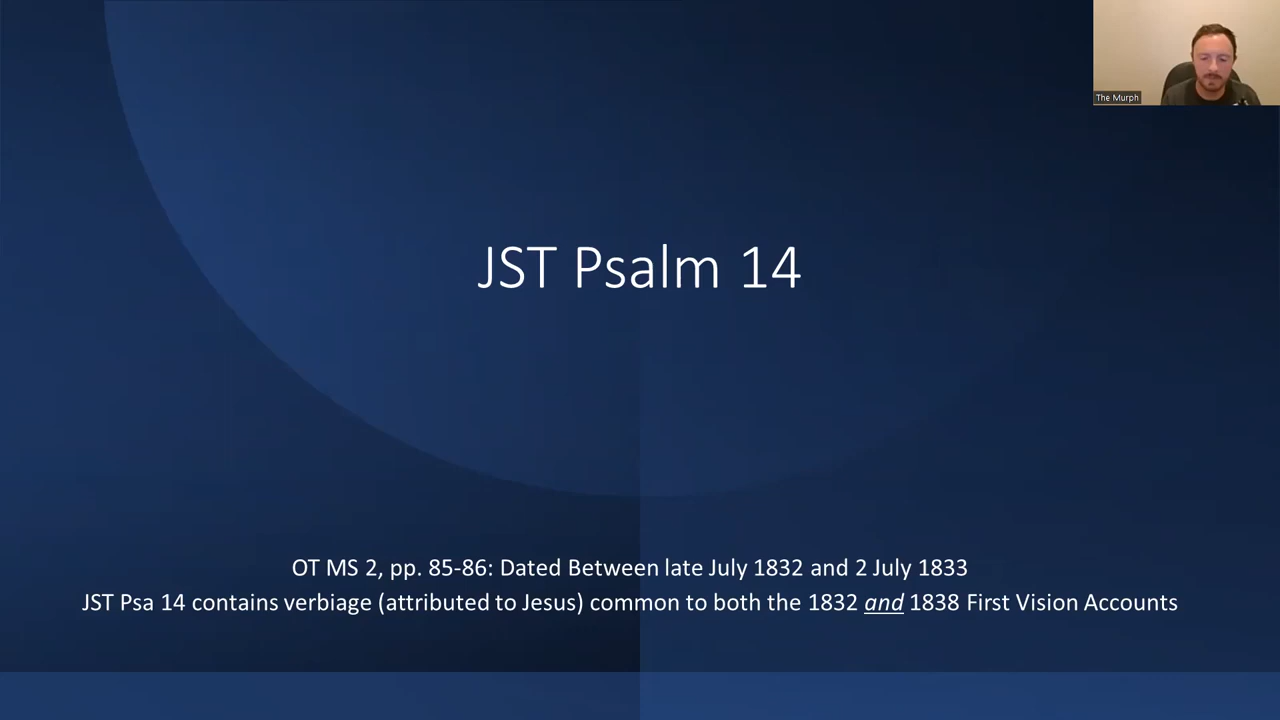 The Murph
JST Psalm 14
OT MS 2, pp. 85-86: Dated Between late July 1832 and 2 July 1833
JST Psa 14 contains verbiage (attributed to Jesus) common to both the 1832 and 1838 First Vision Accounts